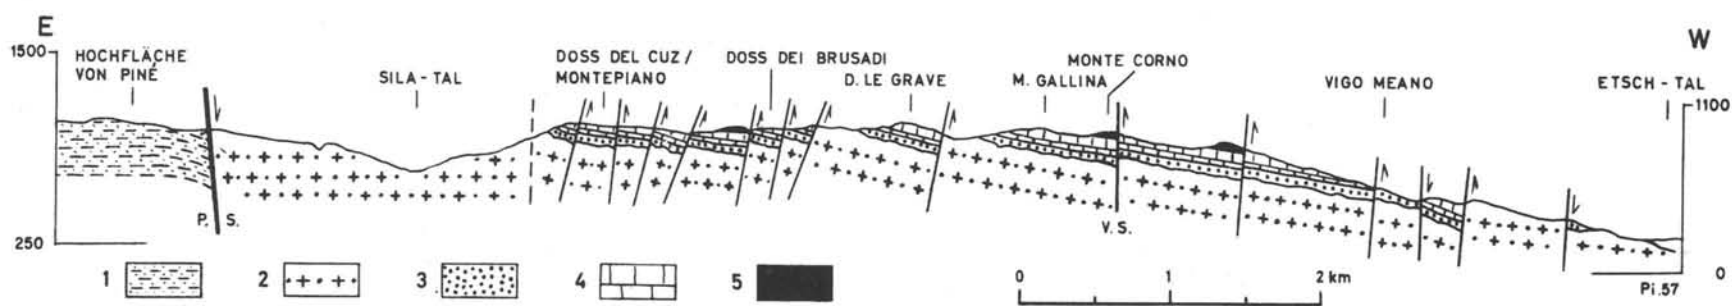 E
W
1500
HOCHFLÄCHE
VON PINÉ
SILA-TAL
DOSS DEL CUZ/
MONTEPIANO
DOSS DEI BRUSADI
D. LE GRAVE
MONTE CORNO
M. GALLINA
VIGO MEANO
ETSCH-TAL
1100
P. S.
V. S.
250
0
1
2
3
4
5
0 1 2 km
Pi.57